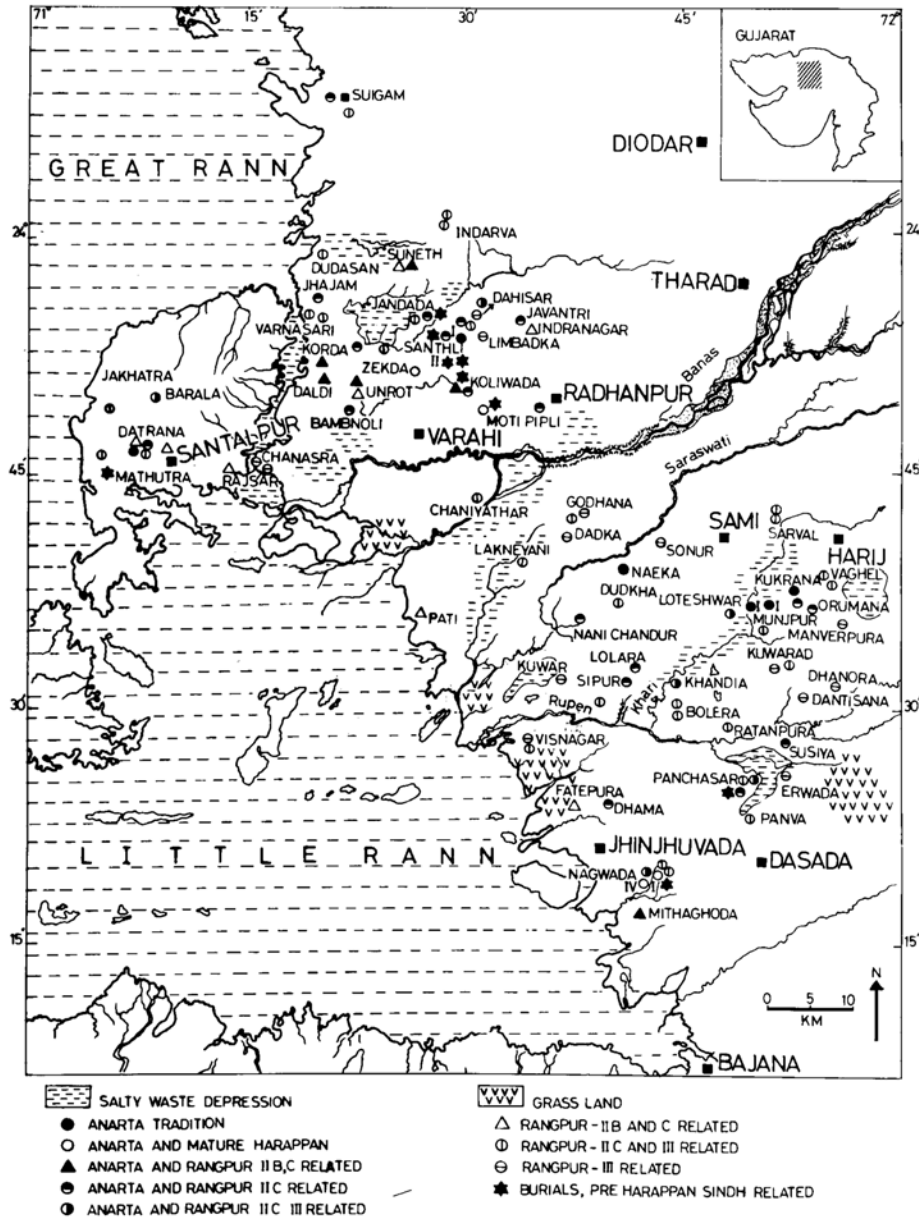 71 15' 30' 45' 72
GUJARAT
SUIGAM
DIODAR
GREAT RANN
24 24
INDARVA
SUNETH
DUDASAN
THARAD
JHAJAM
JANDADA
DAHISAR
JAVANTRI
INDRANAGAR
VARNASARI
SANTHLI
I
II
LIMBADKA
KORDA
ZEKDA
DALDI
UNROT
KOLIWADA
RADHANPUR
Banas
JAKHATRA
BARALA
BAMBNOLI
MOTI PIPLI
VARAHI
DATRANA
SANTALPUR
Saraswati
45 45
CHANASRA
MATHUTRA
RAJSAR
CHANIYATHAR
GODHANA
SAMI
SARVAL
HARIJ
DADKA
SONUR
LAKNEYANI
NAEKA
KUKRANA
VAGHEL
DUDKHA
LOTESHWAR
I
I
ORUMANA
PATI
MUNJPUR
MANVERPURA
NANI CHANDUR
KUWARAD
LOLARA
KUWAR
SIPUR
KHANDIA
DHANORA
DANTISANA
30 30
Rupen
Khari
BOLERA
RATANPURA
VISNAGAR
SUSIYA
PANCHASAR
ERWADA
FATEPURA
DHAMA
PANVA
LITTLE RANN
JHINJHUVADA
DASADA
NAGWADA
IV
I
MITHAGHODA
15' 15'
N
0 5 10
KM
BAJANA
SALTY WASTE DEPRESSION
ANARTA TRADITION
ANARTA AND MATURE HARAPPAN
ANARTA AND RANGPUR II B,C RELATED
ANARTA AND RANGPUR II C RELATED
ANARTA AND RANGPUR II C III RELATED
GRASS LAND
RANGPUR-II B AND C RELATED
RANGPUR-II C AND III RELATED
RANGPUR-III RELATED
BURIALS, PRE HARAPPAN SINDH RELATED